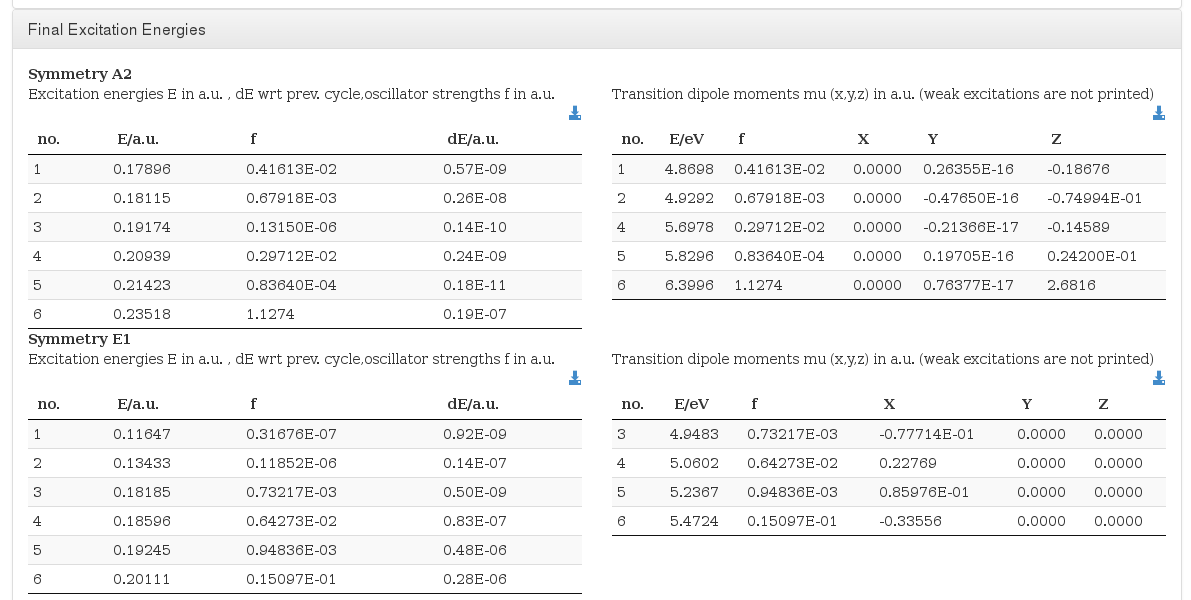 Final Excitation Energies
Symmetry A2
Excitation energies E in a.u. , dE wrt prev. cycle,oscillator strengths f in a.u.
no. E/a.u. f dE/a.u.
1 0.17896 0.41613E-02 0.57E-09
2 0.18115 0.67918E-03 0.26E-08
3 0.19174 0.13150E-06 0.14E-10
4 0.20939 0.29712E-02 0.24E-09
5 0.21423 0.83640E-04 0.18E-11
6 0.23518 1.1274 0.19E-07
Transition dipole moments mu (x,y,z) in a.u. (weak excitations are not printed)
no. E/eV f X Y Z
1 4.8698 0.41613E-02 0.0000 0.26355E-16 -0.18676
2 4.9292 0.67918E-03 0.0000 -0.47650E-16 -0.74994E-01
4 5.6978 0.29712E-02 0.0000 -0.21366E-17 -0.14589
5 5.8296 0.83640E-04 0.0000 0.19705E-16 0.24200E-01
6 6.3996 1.1274 0.0000 0.76377E-17 2.6816
Symmetry E1
Excitation energies E in a.u. , dE wrt prev. cycle,oscillator strengths f in a.u.
no. E/a.u. f dE/a.u.
1 0.11647 0.31676E-07 0.92E-09
2 0.13433 0.11852E-06 0.14E-07
3 0.18185 0.73217E-03 0.50E-09
4 0.18596 0.64273E-02 0.83E-07
5 0.19245 0.94836E-03 0.48E-06
6 0.20111 0.15097E-01 0.28E-06
Transition dipole moments mu (x,y,z) in a.u. (weak excitations are not printed)
no. E/eV f X Y Z
3 4.9483 0.73217E-03 -0.77714E-01 0.0000 0.0000
4 5.0602 0.64273E-02 0.22769 0.0000 0.0000
5 5.2367 0.94836E-03 0.85976E-01 0.0000 0.0000
6 5.4724 0.15097E-01 -0.33556 0.0000 0.0000